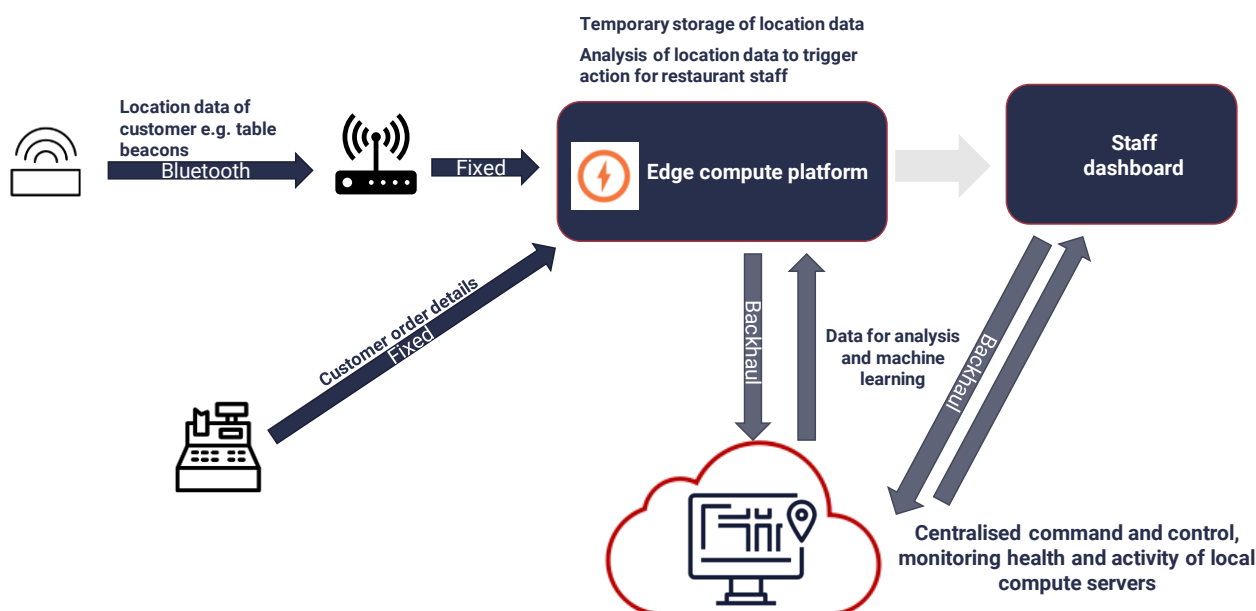 Temporary storage of location data
Analysis of location data to trigger
action for restaurant staff
Location data of
customer e.g. table
beacons
Bluetooth
Fixed
Edge compute platform
Staff
dashboard
Customer order details
Fixed
Backhaul
Data for analysis
and machine
learning
Backhaul
Centralised command and control,
monitoring health and activity of local
compute servers